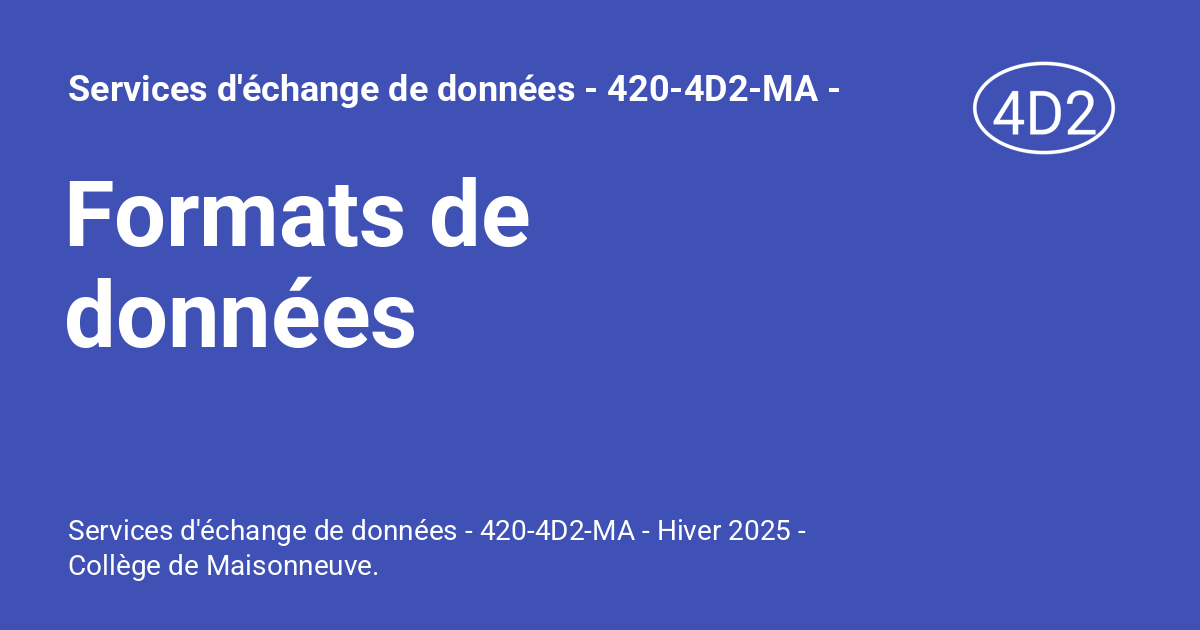 Services d'échange de données - 420-4D2-MA -
4D2
Formats de
données
Services d'échange de données - 420-4D2-MA - Hiver 2025 -
Collège de Maisonneuve.